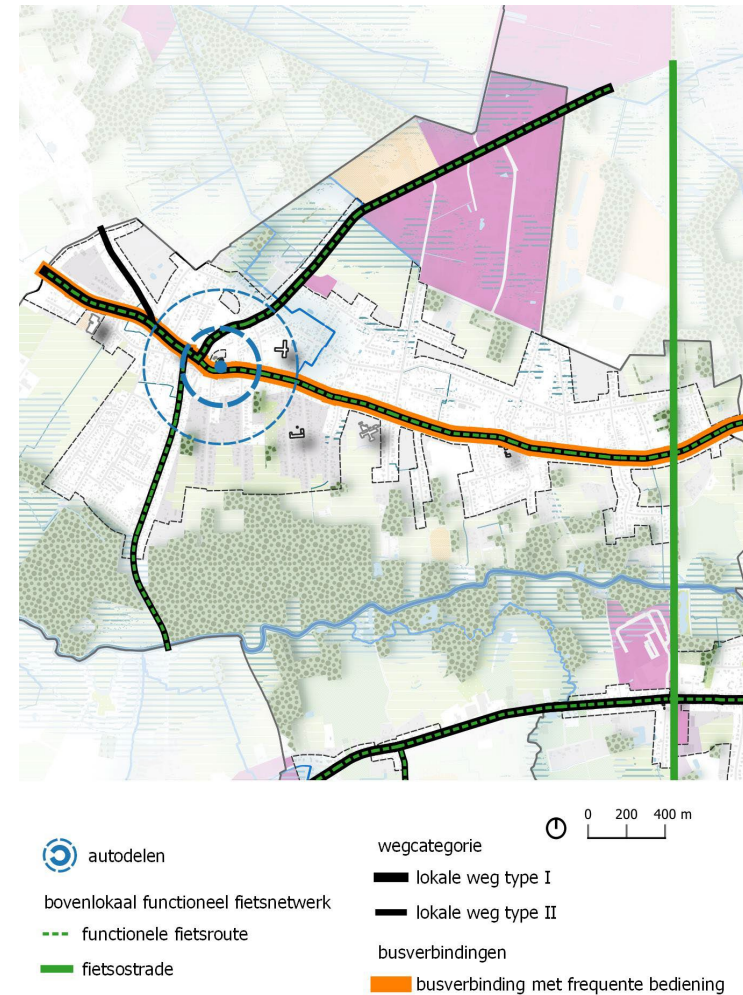 0 200 400 m
autodelen
bovenlokaal functioneel fietsnetwerk
functionele fietsroute
fietsostrade
wegcategorie
lokale weg type I
lokale weg type II
busverbindingen
busverbinding met frequente bediening